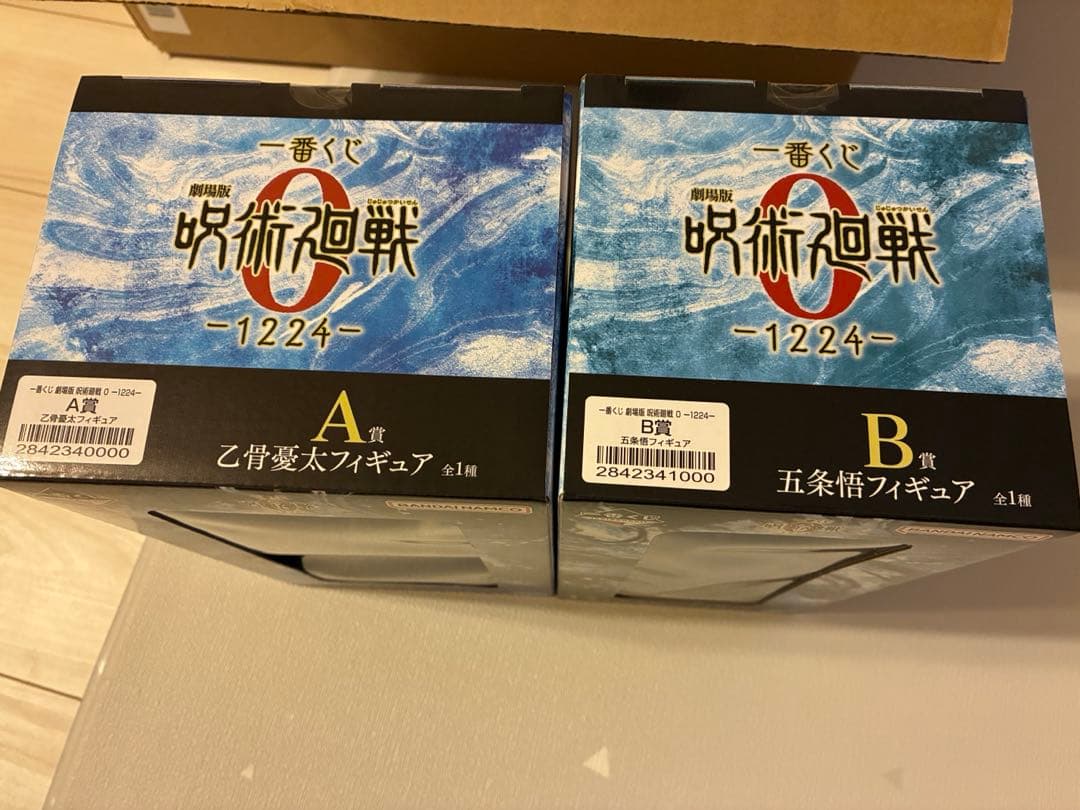 一番くじ
劇場版
じゅじゅつかいせん
呪術廻戦
0
-1224-
一番くじ 劇場版 呪術廻戦 0 -1224-
A賞
乙骨憂太フィギュア
2842340000
A賞
乙骨憂太フィギュア 全1種
BANDAI NAMCO
一番くじ
劇場版
じゅじゅつかいせん
呪術廻戦
0
-1224-
一番くじ 劇場版 呪術廻戦 0 -1224-
B賞
五条悟フィギュア
2842341000
B賞
五条悟フィギュア 全1種
BANDAI NAMCO